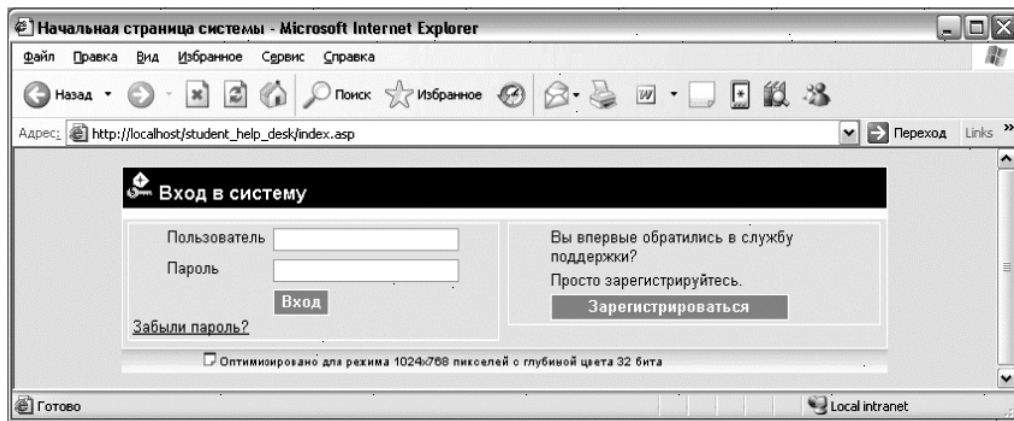 Начальная страница системы - Microsoft Internet Explorer
Файл Правка Вид Избранное Сервис Справка
Назад Поиск Избранное
Адрес: http://localhost/student_help_desk/index.asp Переход Links »
Вход в систему
Пользователь
Пароль
Вход
Забыли пароль?
Вы впервые обратились в службу
поддержки?
Просто зарегистрируйтесь.
Зарегистрироваться
Оптимизировано для режима 1024x768 пикселей с глубиной цвета 32 бита
Готово Local intranet